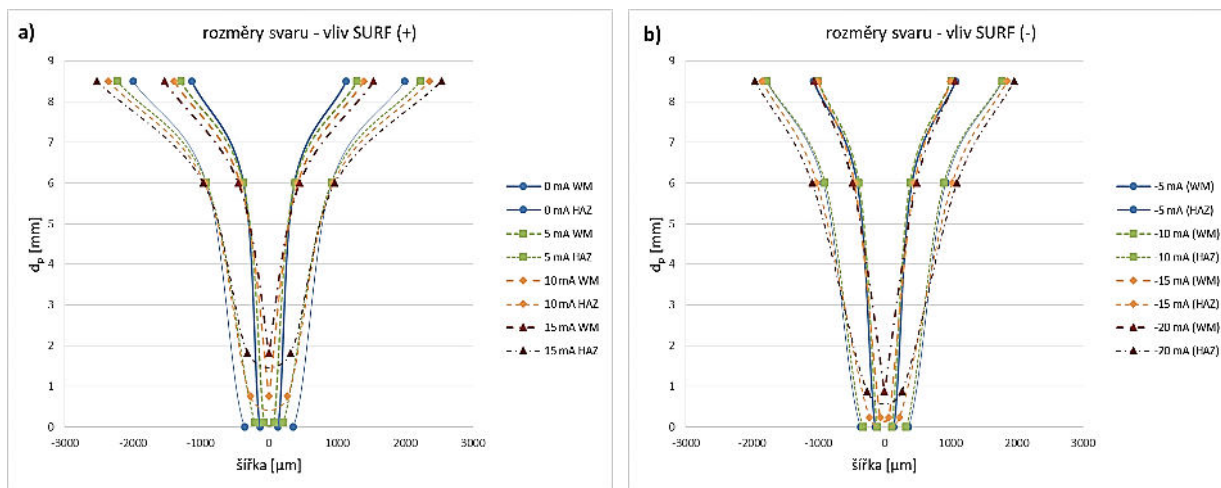 a)
rozměry svaru - vliv SURF (+)
9
8
7
6
5
4
3
2
1
0
dp [mm]
-3000 -2000 -1000 0 1000 2000 3000
šířka [µm]
0 mA WM
0 mA HAZ
5 mA WM
5 mA HAZ
10 mA WM
10 mA HAZ
15 mA WM
15 mA HAZ
b)
rozměry svaru - vliv SURF (-)
9
8
7
6
5
4
3
2
1
0
dp [mm]
-3000 -2000 -1000 0 1000 2000 3000
šířka [µm]
-5 mA (WM)
-5 mA (HAZ)
-10 mA (WM)
-10 mA (HAZ)
-15 mA (WM)
-15 mA (HAZ)
-20 mA (WM)
-20 mA (HAZ)